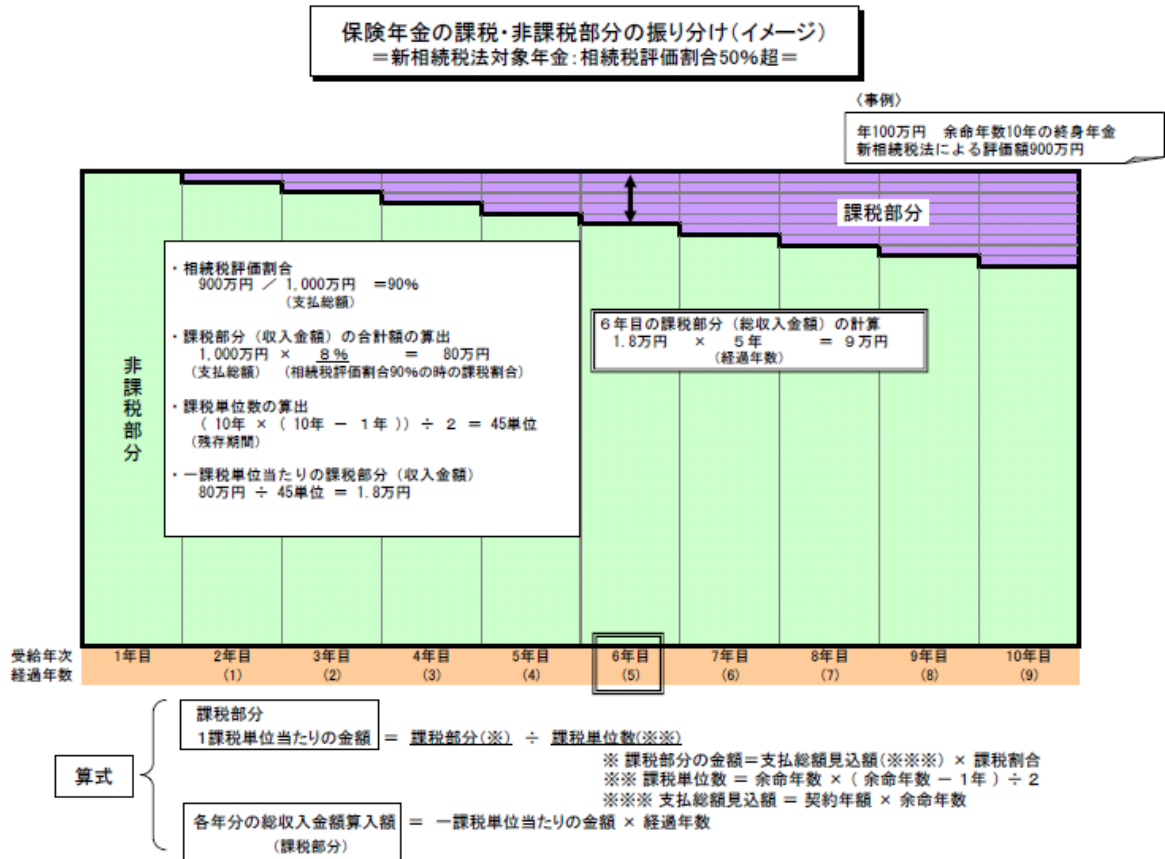 保険年金の課税・非課税部分の振り分け(イメージ)
=新相続税法対象年金:相続税評価割合50%超=
〈事例〉
年100万円 余命年数10年の終身年金
新相続税法による評価額900万円
課税部分
非課税部分
・相続税評価割合
900万円 / 1,000万円 =90%
(支払総額)
・課税部分(収入金額)の合計額の算出
1,000万円 × 8% = 80万円
(支払総額) (相続税評価割合90%の時の課税割合)
・課税単位数の算出
( 10年 × ( 10年 - 1年 )) ÷ 2 = 45単位
(残存期間)
・一課税単位当たりの課税部分(収入金額)
80万円 ÷ 45単位 = 1.8万円
6年目の課税部分(総収入金額)の計算
1.8万円 × 5年 = 9万円
(経過年数)
受給年次 1年目 2年目 3年目 4年目 5年目 6年目 7年目 8年目 9年目 10年目
経過年数 (1) (2) (3) (4) (5) (6) (7) (8) (9)
算式
課税部分
1課税単位当たりの金額 = 課税部分(※) ÷ 課税単位数(※※)
※ 課税部分の金額=支払総額見込額(※※※) × 課税割合
※※ 課税単位数 = 余命年数 × ( 余命年数 - 1年 ) ÷ 2
※※※ 支払総額見込額 = 契約年額 × 余命年数
各年分の総収入金額算入額 = 一課税単位当たりの金額 × 経過年数
(課税部分)